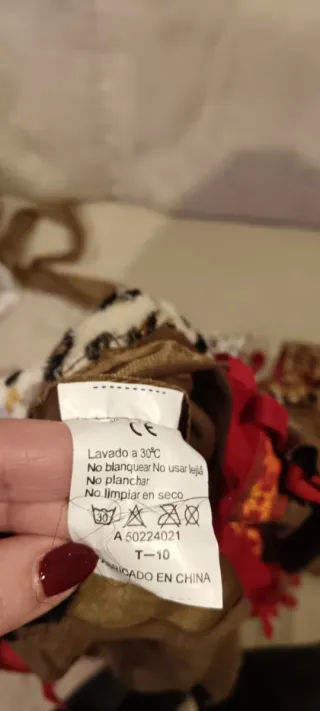 CE
Lavado a 30°C
No blanquear No usar lejía
No planchar
No limpiar en seco
30°
A 50224021
T-10
FABRICADO EN CHINA